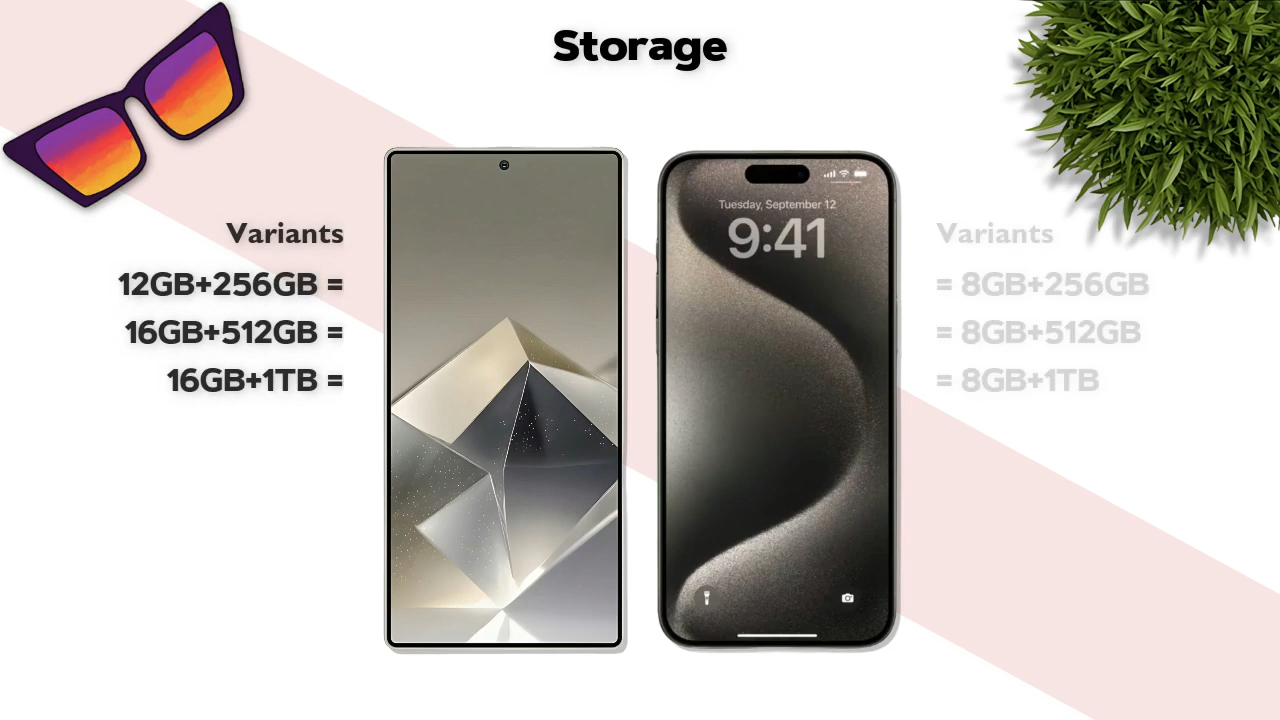 Storage
Variants
12GB+256GB =
16GB+512GB =
16GB+1TB =
Tuesday, September 12
9:41
Variants
= 8GB+256GB
= 8GB+512GB
= 8GB+1TB